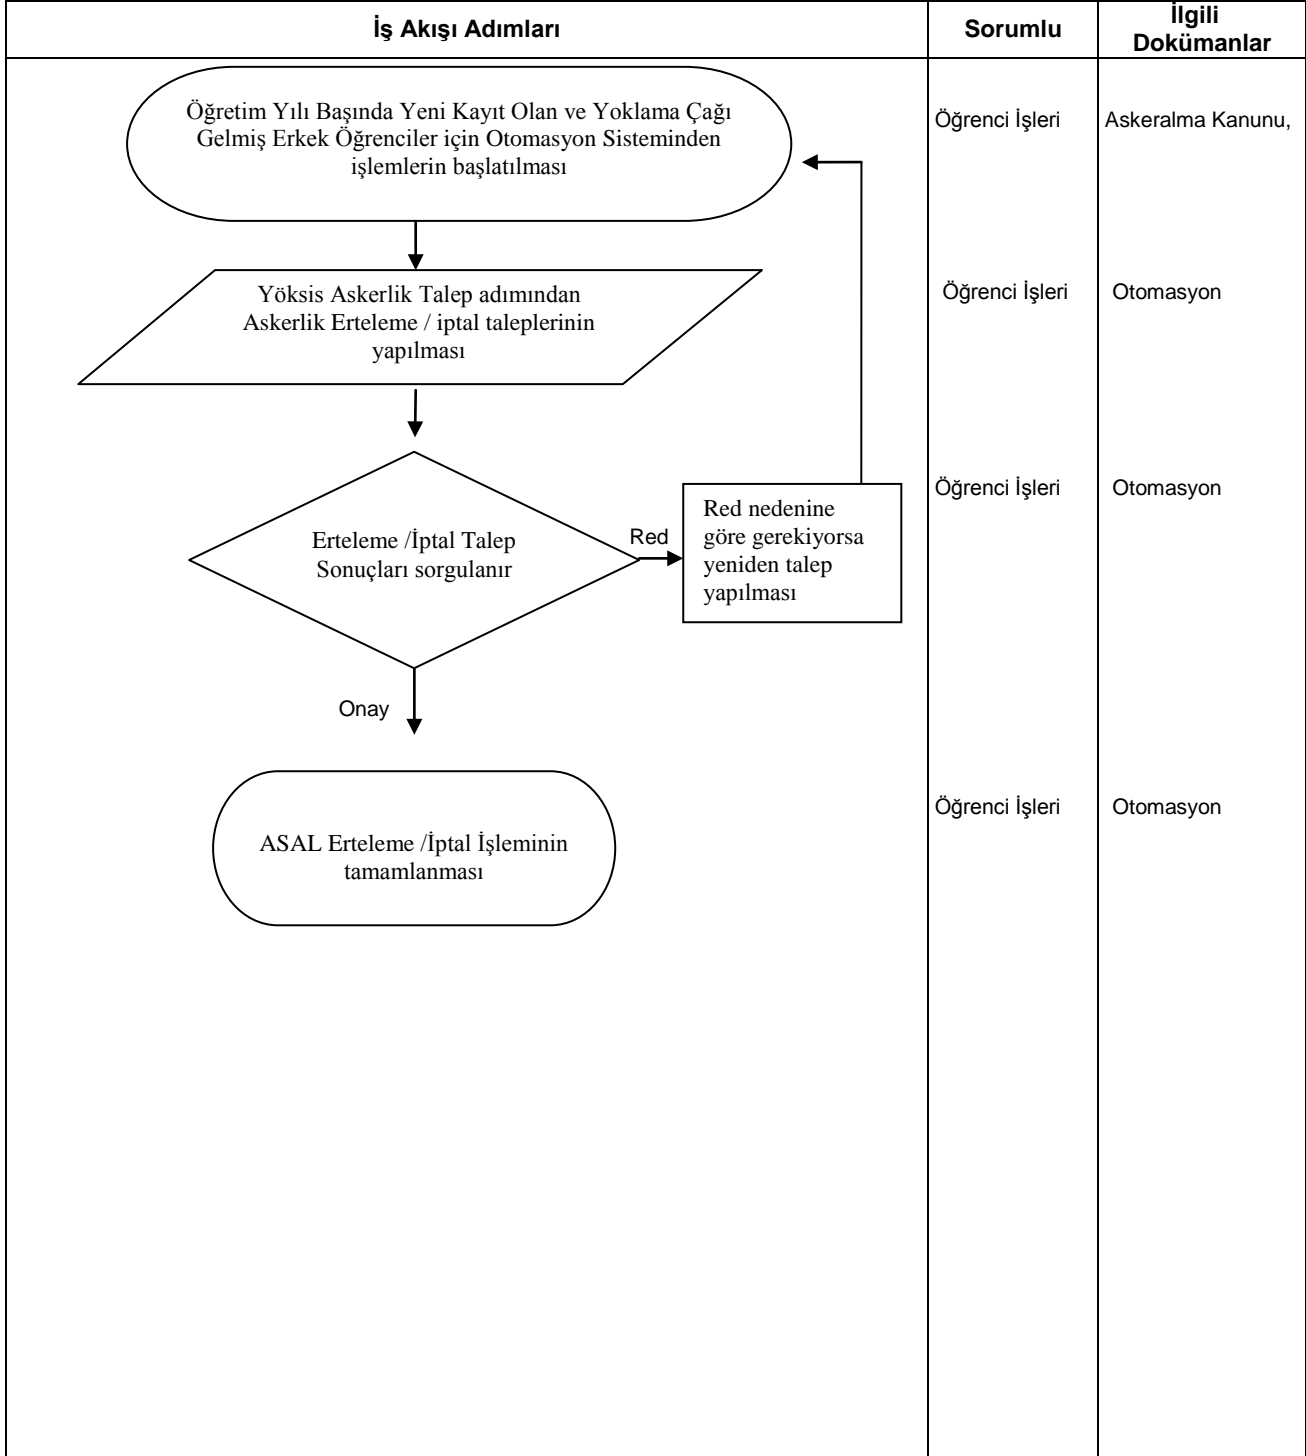 İş Akışı Adımları
Sorumlu
İlgili
Dokümanlar
Öğretim Yılı Başında Yeni Kayıt Olan ve Yoklama Çağı
Gelmiş Erkek Öğrenciler için Otomasyon Sisteminden
işlemlerin başlatılması
Öğrenci İşleri
Askeralma Kanunu,
Yöksis Askerlik Talep adımından
Askerlik Erteleme / iptal taleplerinin
yapılması
Öğrenci İşleri
Otomasyon
Erteleme /İptal Talep
Sonuçları sorgulanır
Red
Red nedenine
göre gerekiyorsa
yeniden talep
yapılması
Öğrenci İşleri
Otomasyon
Onay
ASAL Erteleme /İptal İşleminin
tamamlanması
Öğrenci İşleri
Otomasyon